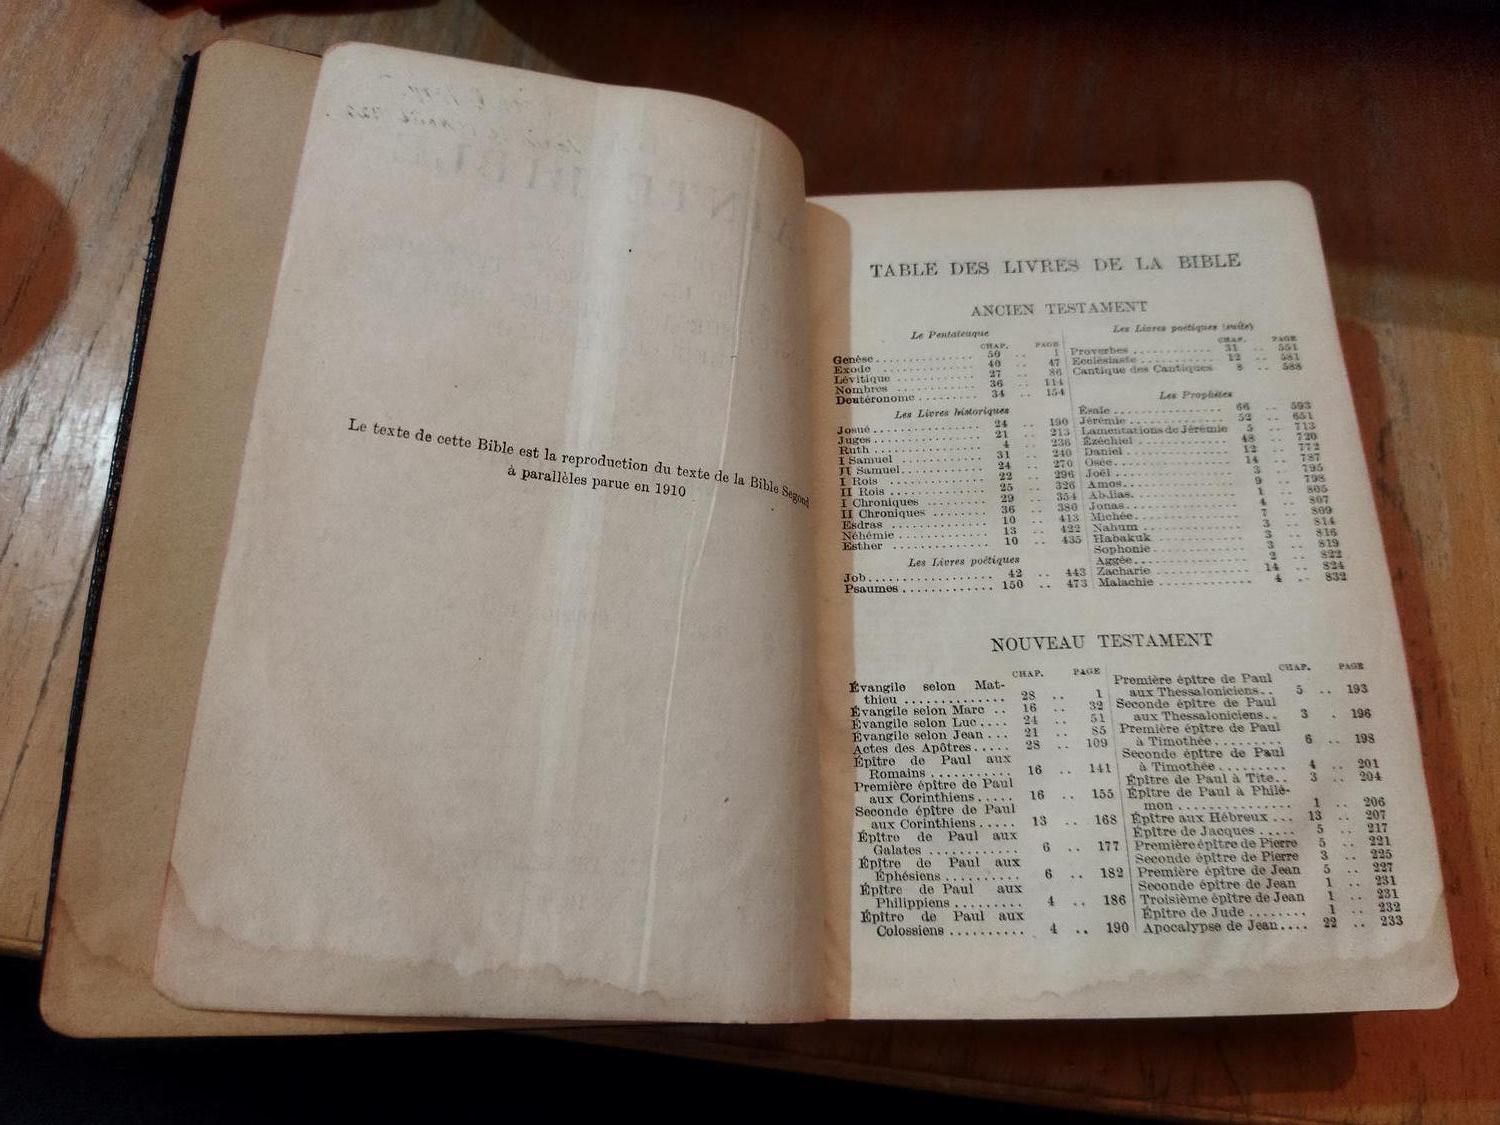 Le texte de cette Bible est la reproduction du texte de la Bible Segond
à parallèles parue en 1910
TABLE DES LIVRES DE LA BIBLE
ANCIEN TESTAMENT
Le Pentateuque
CHAP. PAGE
Genèse . . . . . . . . . . . . . . 50 . . 1
Exode . . . . . . . . . . . . . . 40 . . 47
Lévitique . . . . . . . . . . . . 27 . . 86
Nombres . . . . . . . . . . . . 36 . . 114
Deutéronome . . . . . . . . . 34 . . 154
Les Livres historiques
Josué . . . . . . . . . . . . . . 24 . . 190
Juges . . . . . . . . . . . . . . 21 . . 213
Ruth . . . . . . . . . . . . . . 4 . . 236
I Samuel . . . . . . . . . . . . 31 . . 240
II Samuel . . . . . . . . . . . . 24 . . 270
I Rois . . . . . . . . . . . . . . 22 . . 296
II Rois . . . . . . . . . . . . . . 25 . . 326
I Chroniques . . . . . . . . . . 29 . . 354
II Chroniques . . . . . . . . . 36 . . 380
Esdras . . . . . . . . . . . . . . 10 . . 413
Néhémie . . . . . . . . . . . . 13 . . 422
Esther . . . . . . . . . . . . . . 10 . . 435
Les Livres poétiques
Job . . . . . . . . . . . . . . . . 42 . . 443
Psaumes . . . . . . . . . . . . 150 . . 473
Les Livres poétiques (suite)
CHAP. PAGE
Proverbes . . . . . . . . . . . 31 . . 551
Ecclésiaste . . . . . . . . . . . 12 . . 581
Cantique des Cantiques 8 . . 588
Les Prophètes
Ésaïe . . . . . . . . . . . . . . 66 . . 593
Jérémie . . . . . . . . . . . . 52 . . 651
Lamentations de Jérémie 5 . . 713
Ézéchiel . . . . . . . . . . . . 48 . . 720
Daniel . . . . . . . . . . . . . . 12 . . 772
Osée . . . . . . . . . . . . . . 14 . . 787
Joël . . . . . . . . . . . . . . . 3 . . 795
Amos . . . . . . . . . . . . . . 9 . . 798
Abdias . . . . . . . . . . . . . . 1 . . 805
Jonas . . . . . . . . . . . . . . 4 . . 807
Michée . . . . . . . . . . . . . 7 . . 809
Nahum . . . . . . . . . . . . . 3 . . 814
Habakuk . . . . . . . . . . . . 3 . . 816
Sophonie . . . . . . . . . . . . 3 . . 819
Aggée . . . . . . . . . . . . . . 2 . . 822
Zacharie . . . . . . . . . . . . 14 . . 824
Malachie . . . . . . . . . . . . 4 . . 832
NOUVEAU TESTAMENT
CHAP. PAGE
Évangile selon Mat-
thieu . . . . . . . . . . . . . . 28 . . 1
Évangile selon Marc . . 16 . . 32
Évangile selon Luc . . . . 24 . . 51
Évangile selon Jean . . . 21 . . 85
Actes des Apôtres . . . . . 28 . . 109
Épître de Paul aux
Romains . . . . . . . . . . . 16 . . 141
Première épître de Paul
aux Corinthiens . . . . . 16 . . 155
Seconde épître de Paul
aux Corinthiens . . . . . 13 . . 168
Épître de Paul aux
Galates . . . . . . . . . . . . 6 . . 177
Épître de Paul aux
Éphésiens . . . . . . . . . . 6 . . 182
Épître de Paul aux
Philippiens . . . . . . . . . 4 . . 186
Épître de Paul aux
Colossiens . . . . . . . . . . 4 . . 190
CHAP. PAGE
Première épître de Paul
aux Thessaloniciens . . 5 . . 193
Seconde épître de Paul
aux Thessaloniciens . . 3 . 196
Première épître de Paul
à Timothée . . . . . . . . . 6 . . 198
Seconde épître de Paul
à Timothée . . . . . . . . . 4 . . 201
Épître de Paul à Tite . . 3 . . 204
Épître de Paul à Philé-
mon . . . . . . . . . . . . . . 1 . . 206
Épître aux Hébreux . . . 13 . . 207
Épître de Jacques . . . . . 5 . . 217
Première épître de Pierre 5 . . 221
Seconde épître de Pierre 3 . . 225
Première épître de Jean 5 . . 227
Seconde épître de Jean 1 . . 231
Troisième épître de Jean 1 . . 231
Épître de Jude . . . . . . . . 1 . . 232
Apocalypse de Jean . . . . 22 . . 233